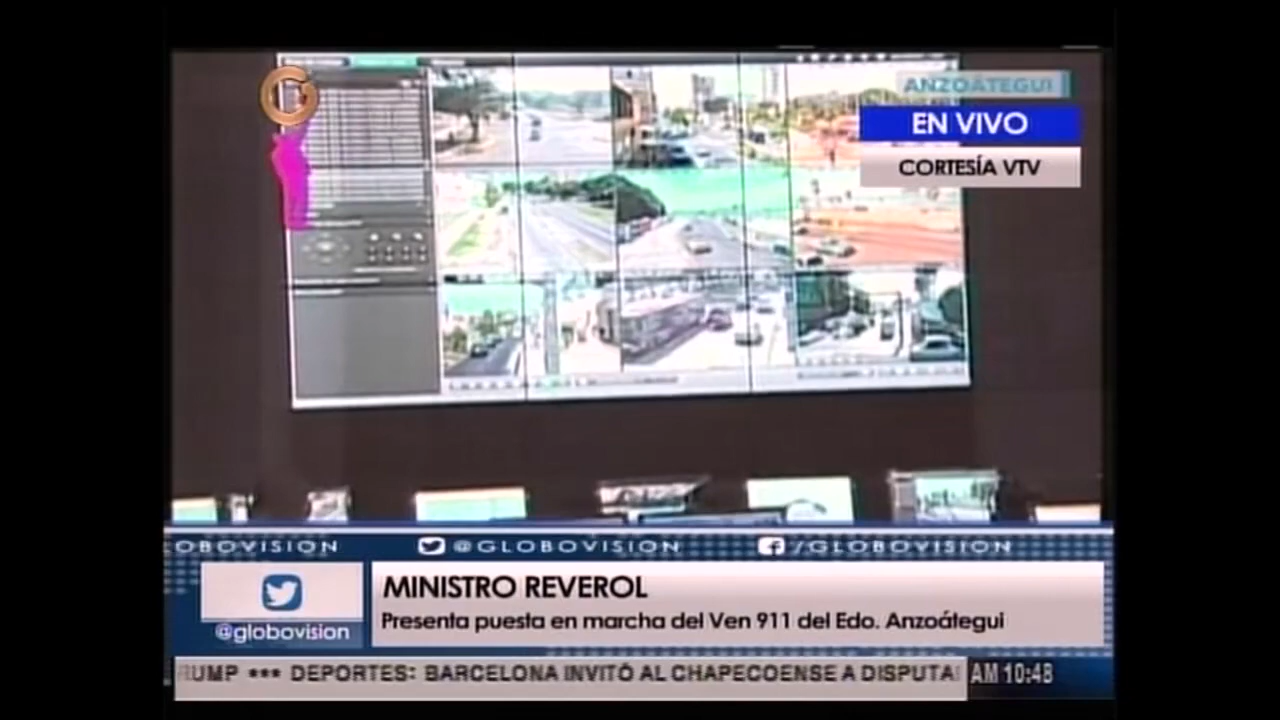 ANZOÁTEGUI
EN VIVO
CORTESÍA VTV
OBOVISION @GLOBOVISION /GLOBOVISION
MINISTRO REVEROL
@globovision
Presenta puesta en marcha del Ven 911 del Edo. Anzoátegui
RUMP *** DEPORTES: BARCELONA INVITÓ AL CHAPECOENSE A DISPUTA AM 10:48